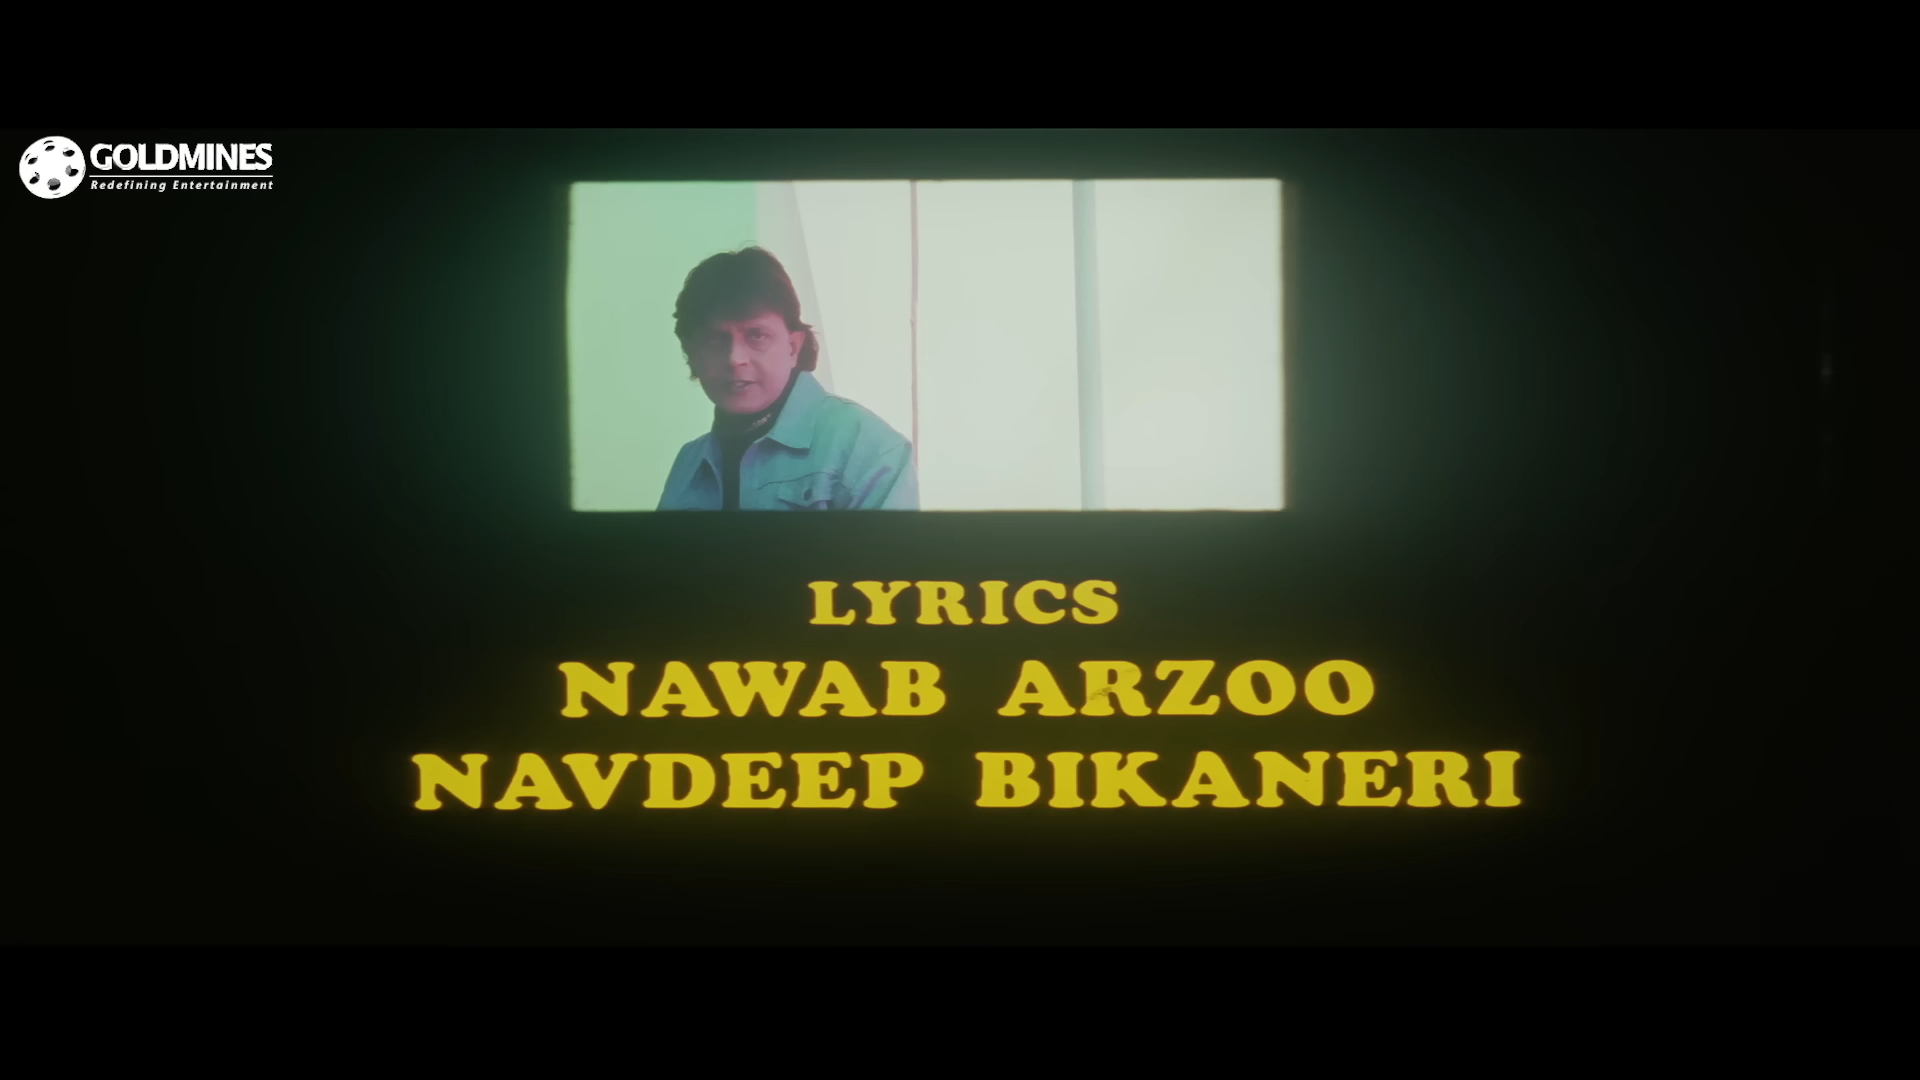 GOLDMINES
Redefining Entertainment
LYRICS
NAWAB ARZOO
NAVDEEP BIKANERI